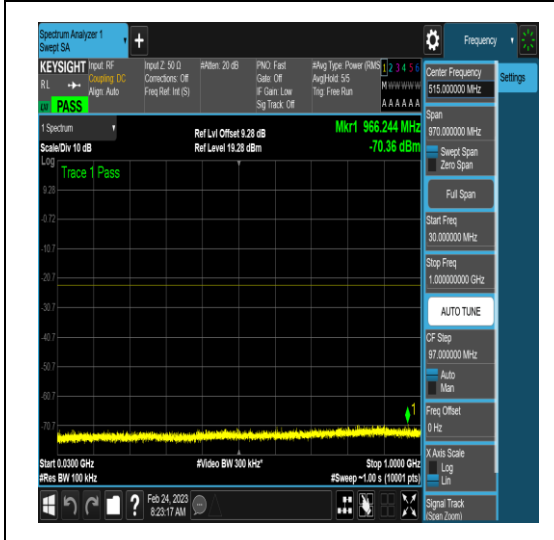 Spectrum Analyzer 1
Swept SA
+
Frequency
KEYSIGHT
Input: RF
Coupling: DC
Align: Auto
Input Z: 50 Ω
Corrections: Off
Freq Ref: Int (S)
#Atten: 20 dB
PNO: Fast
Gate: Off
IF Gain: Low
Sig Track: Off
#Avg Type: Power (RMS
Avg|Hold: 5/5
Trig: Free Run
1 2 3 4 5 6
M W W W W W
A A A A A A
RL
LXI
PASS
Center Frequency
515.000000 MHz
Settings
Span
970.000000 MHz
Swept Span
Zero Span
Full Span
Start Freq
30.000000 MHz
Stop Freq
1.000000000 GHz
AUTO TUNE
CF Step
97.000000 MHz
Auto
Man
Freq Offset
0 Hz
X Axis Scale
Log
Lin
Signal Track
(Span Zoom)
1 Spectrum
Scale/Div 10 dB
Ref Lvl Offset 9.28 dB
Ref Level 19.28 dBm
Mkr1 966.244 MHz
-70.36 dBm
Log
Trace 1 Pass
9.28
-0.72
-10.7
-20.7
-30.7
-40.7
-50.7
-60.7
-70.7
1
Start 0.0300 GHz
#Res BW 100 kHz
#Video BW 300 kHz*
Stop 1.0000 GHz
#Sweep ~1.00 s (10001 pts)
?
Feb 24, 2023
8:23:17 AM